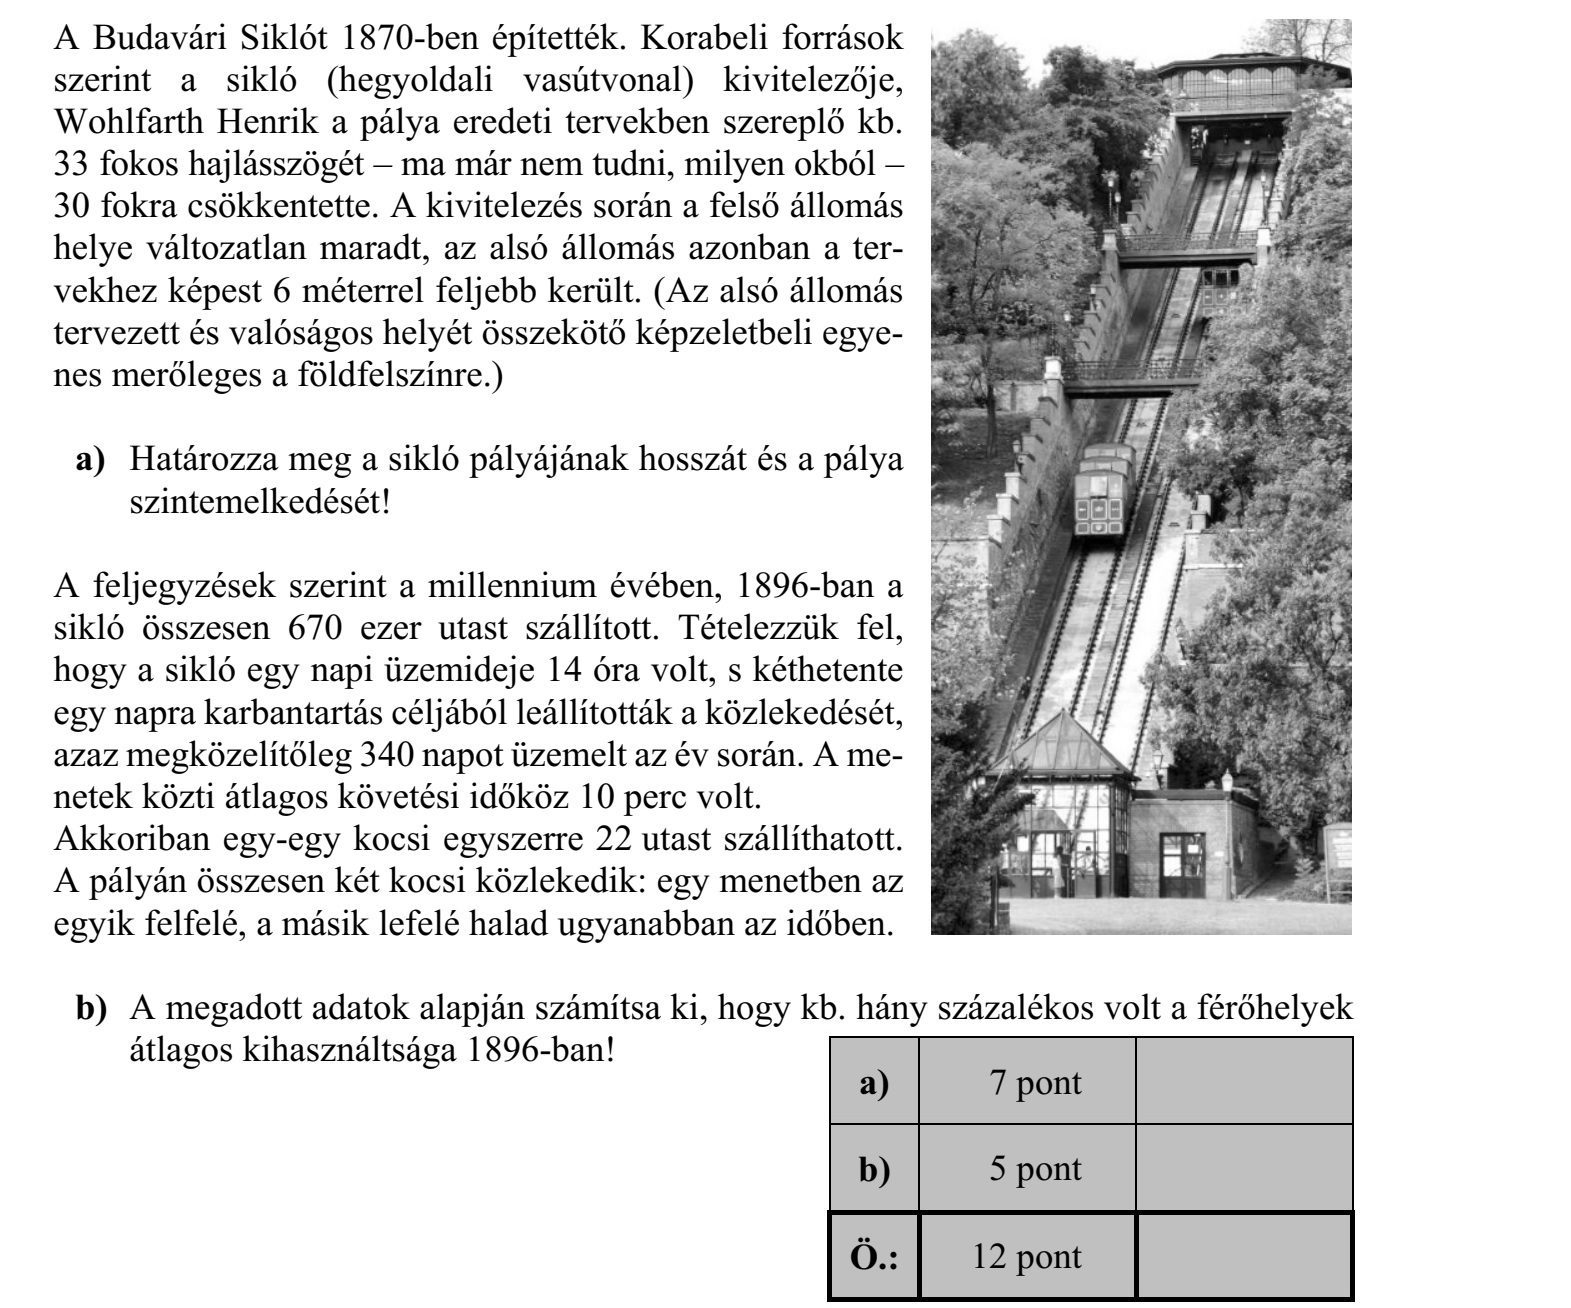 A Budavári Siklót 1870-ben építették. Korabeli források
szerint a sikló (hegyoldali vasútvonal) kivitelezője,
Wohlfarth Henrik a pálya eredeti tervekben szereplő kb.
33 fokos hajlásszögét – ma már nem tudni, milyen okból –
30 fokra csökkentette. A kivitelezés során a felső állomás
helye változatlan maradt, az alsó állomás azonban a ter-
vekhez képest 6 méterrel feljebb került. (Az alsó állomás
tervezett és valóságos helyét összekötő képzeletbeli egye-
nes merőleges a földfelszínre.)
a) Határozza meg a sikló pályájának hosszát és a pálya
szintemelkedését!
A feljegyzések szerint a millennium évében, 1896-ban a
sikló összesen 670 ezer utast szállított. Tételezzük fel,
hogy a sikló egy napi üzemideje 14 óra volt, s kéthetente
egy napra karbantartás céljából leállították a közlekedését,
azaz megközelítőleg 340 napot üzemelt az év során. A me-
netek közti átlagos követési időköz 10 perc volt.
Akkoriban egy-egy kocsi egyszerre 22 utast szállíthatott.
A pályán összesen két kocsi közlekedik: egy menetben az
egyik felfelé, a másik lefelé halad ugyanabban az időben.
b) A megadott adatok alapján számítsa ki, hogy kb. hány százalékos volt a férőhelyek
átlagos kihasználtsága 1896-ban!
a) 7 pont
b) 5 pont
Ö.: 12 pont